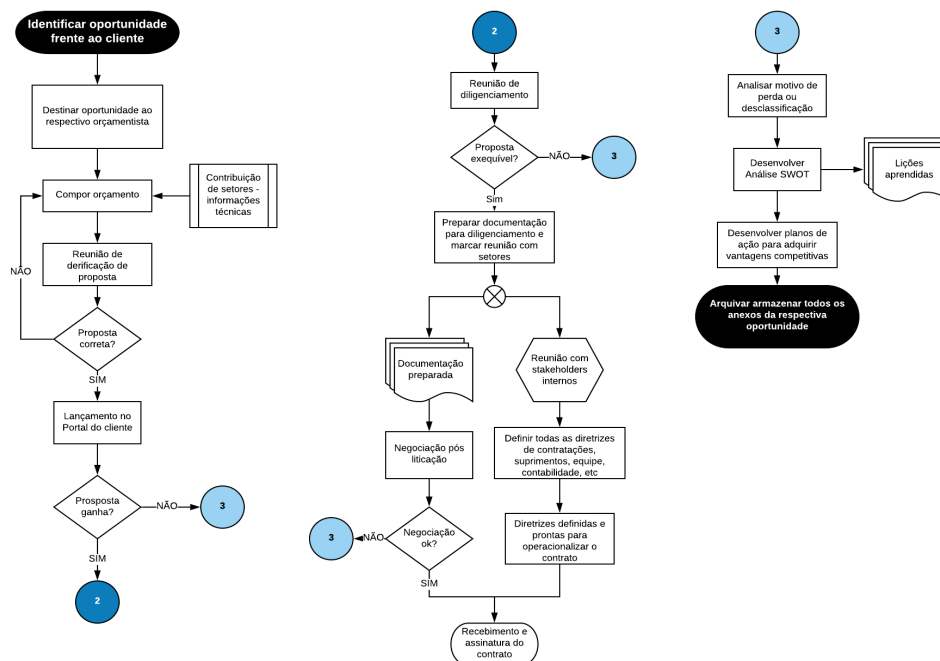 Identificar oportunidade
frente ao cliente
Destinar oportunidade ao
respectivo orçamentista
Compor orçamento
Contribuição
de setores -
informações
técnicas
Reunião de
derificação de
proposta
NÃO
Proposta
correta?
SIM
Lançamento no
Portal do cliente
Prosposta
ganha?
NÃO
3
SIM
2
2
Reunião de
diligenciamento
Proposta
exequível?
NÃO
3
Sim
Preparar documentação
para diligenciamento e
marcar reunião com
setores
Documentação
preparada
Reunião com
stakeholders
internos
Negociação pós
liticação
Definir todas as diretrizes
de contratações,
suprimentos, equipe,
contabilidade, etc
Negociação
ok?
NÃO
3
Diretrizes definidas e
prontas para
operacionalizar o
contrato
SIM
Recebimento e
assinatura do
contrato
3
Analisar motivo de
perda ou
desclassificação
Desenvolver
Análise SWOT
Lições
aprendidas
Desenvolver planos de
ação para adquirir
vantagens competitivas
Arquivar armazenar todos os
anexos da respectiva
oportunidade